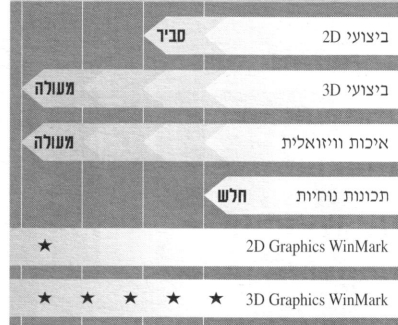 ביצועי 2D סביר
ביצועי 3D מעולה
איכות וויזואלית מעולה
תכונות נוחיות חלש
2D Graphics WinMark ★
3D Graphics WinMark ★ ★ ★ ★ ★